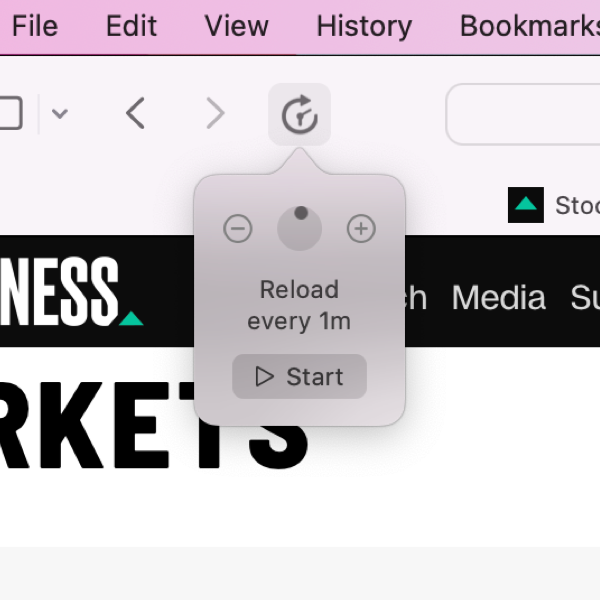 File Edit View History Bookmarks
Stoc
NESS
ch Media Su
Reload
every 1m
Start
RKETS